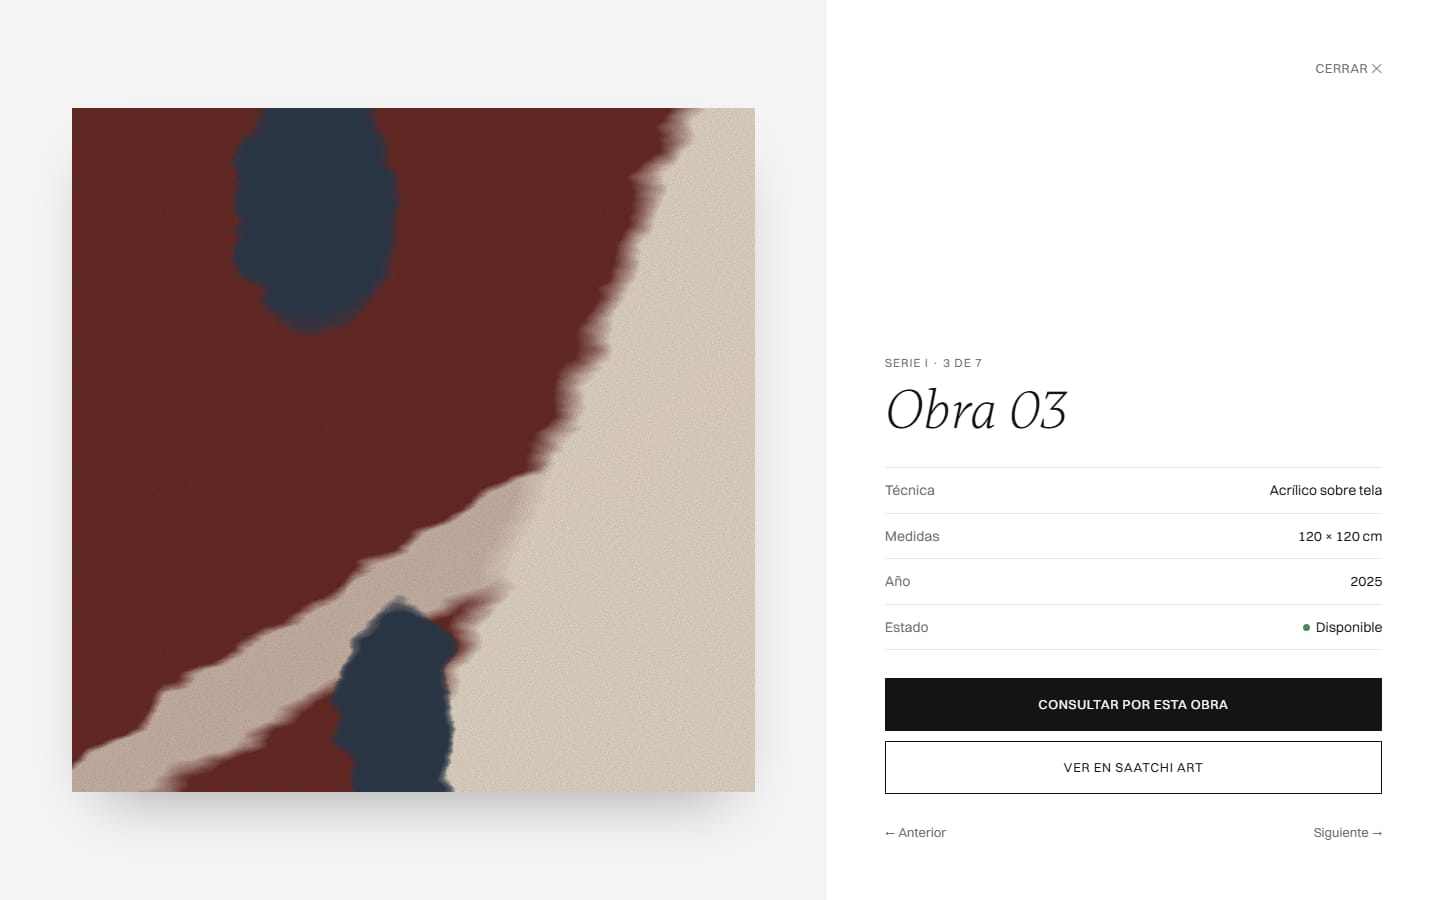 CERRAR ×
SERIE I · 3 DE 7
Obra 03
Técnica Acrílico sobre tela
Medidas 120 × 120 cm
Año 2025
Estado Disponible
CONSULTAR POR ESTA OBRA
VER EN SAATCHI ART
← Anterior Siguiente →